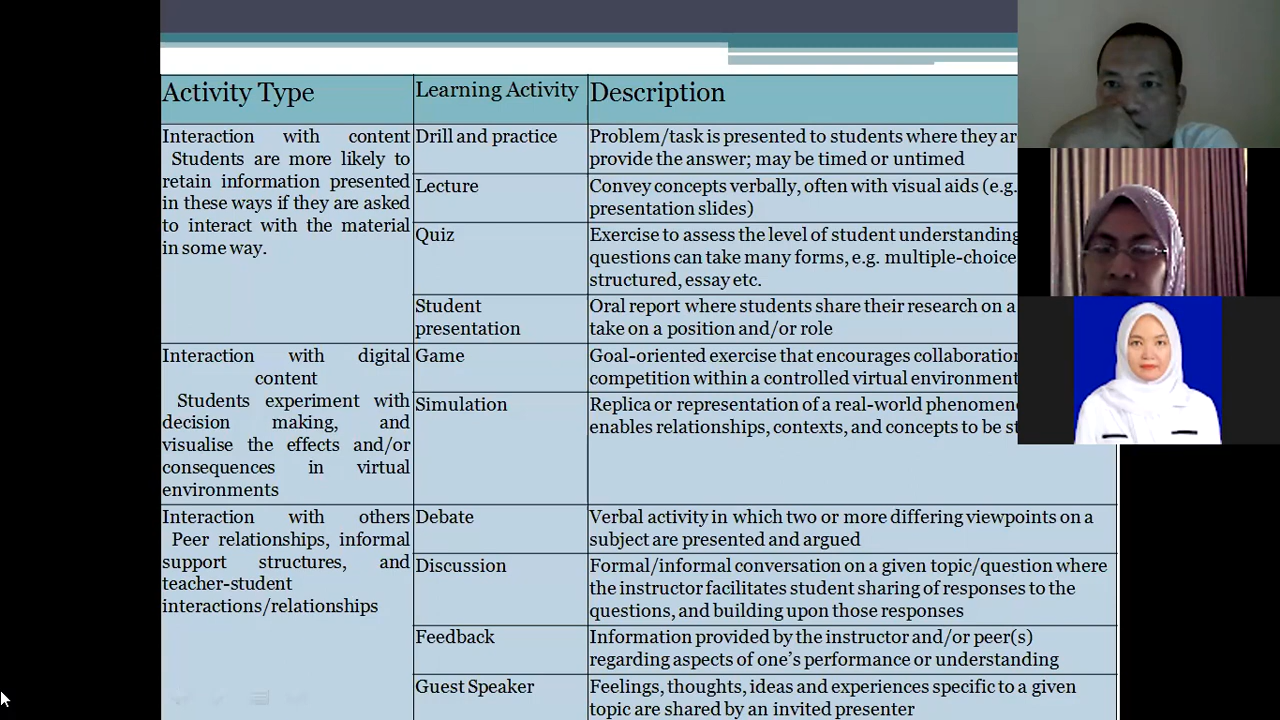 Activity Type
Learning Activity
Description
Interaction with content
Students are more likely to
retain information presented
in these ways if they are asked
to interact with the material
in some way.
Drill and practice
Problem/task is presented to students where they
provide the answer; may be timed or untimed
Lecture
Convey concepts verbally, often with visual aids (e.g.
presentation slides)
Quiz
Exercise to assess the level of student understanding
questions can take many forms, e.g. multiple-choice
structured, essay etc.
Student
presentation
Oral report where students share their research on a
take on a position and/or role
Interaction with digital
content
Students experiment with
decision making, and
visualise the effects and/or
consequences in virtual
environments
Game
Goal-oriented exercise that encourages collaboration
competition within a controlled virtual environment
Simulation
Replica or representation of a real-world
enables relationships, contexts, and concepts to be
Interaction with others
Peer relationships, informal
support structures, and
teacher-student
interactions/relationships
Debate
Verbal activity in which two or more differing viewpoints on a
subject are presented and argued
Discussion
Formal/informal conversation on a given topic/question where
the instructor facilitates student sharing of responses to the
questions, and building upon those responses
Feedback
Information provided by the instructor and/or peer(s)
regarding aspects of one's performance or understanding
Guest Speaker
Feelings, thoughts, ideas and experiences specific to a given
topic are shared by an invited presenter